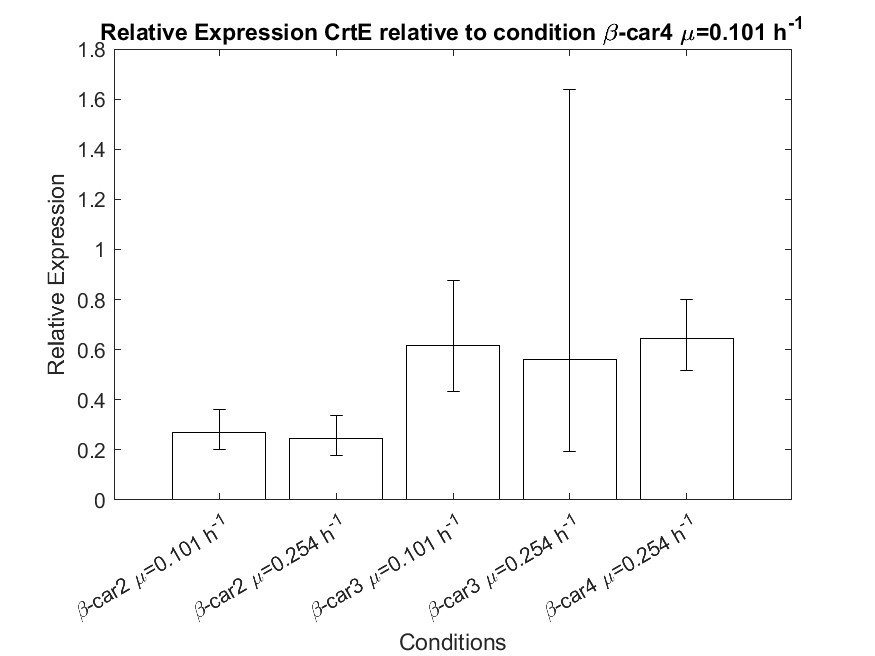 Relative Expression CrtE relative to condition β-car4 μ=0.101 h⁻¹
1.8
1.6
1.4
1.2
1
0.8
0.6
0.4
0.2
0
Relative Expression
β-car2 μ=0.101 h⁻¹
β-car2 μ=0.254 h⁻¹
β-car3 μ=0.101 h⁻¹
β-car3 μ=0.254 h⁻¹
β-car4 μ=0.254 h⁻¹
Conditions